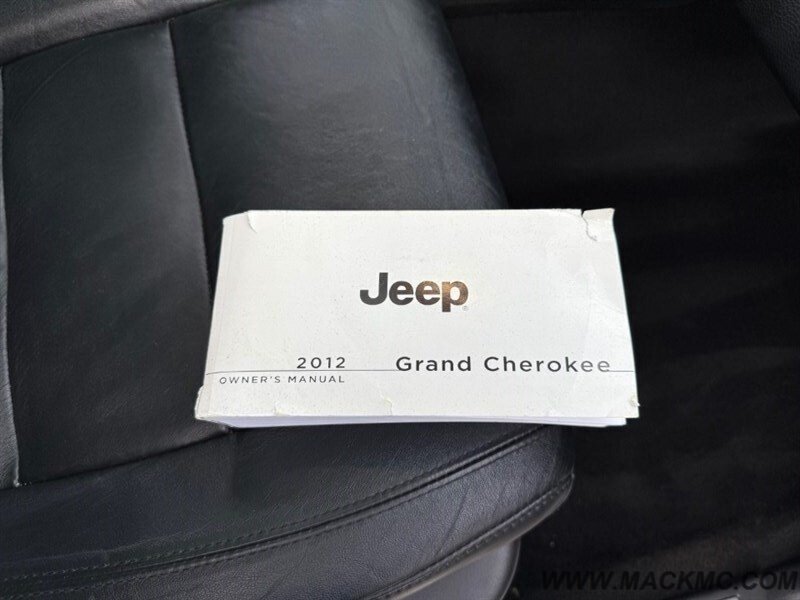 Jeep®
2012 Grand Cherokee
OWNER'S MANUAL
WWW.MACKMC.COM